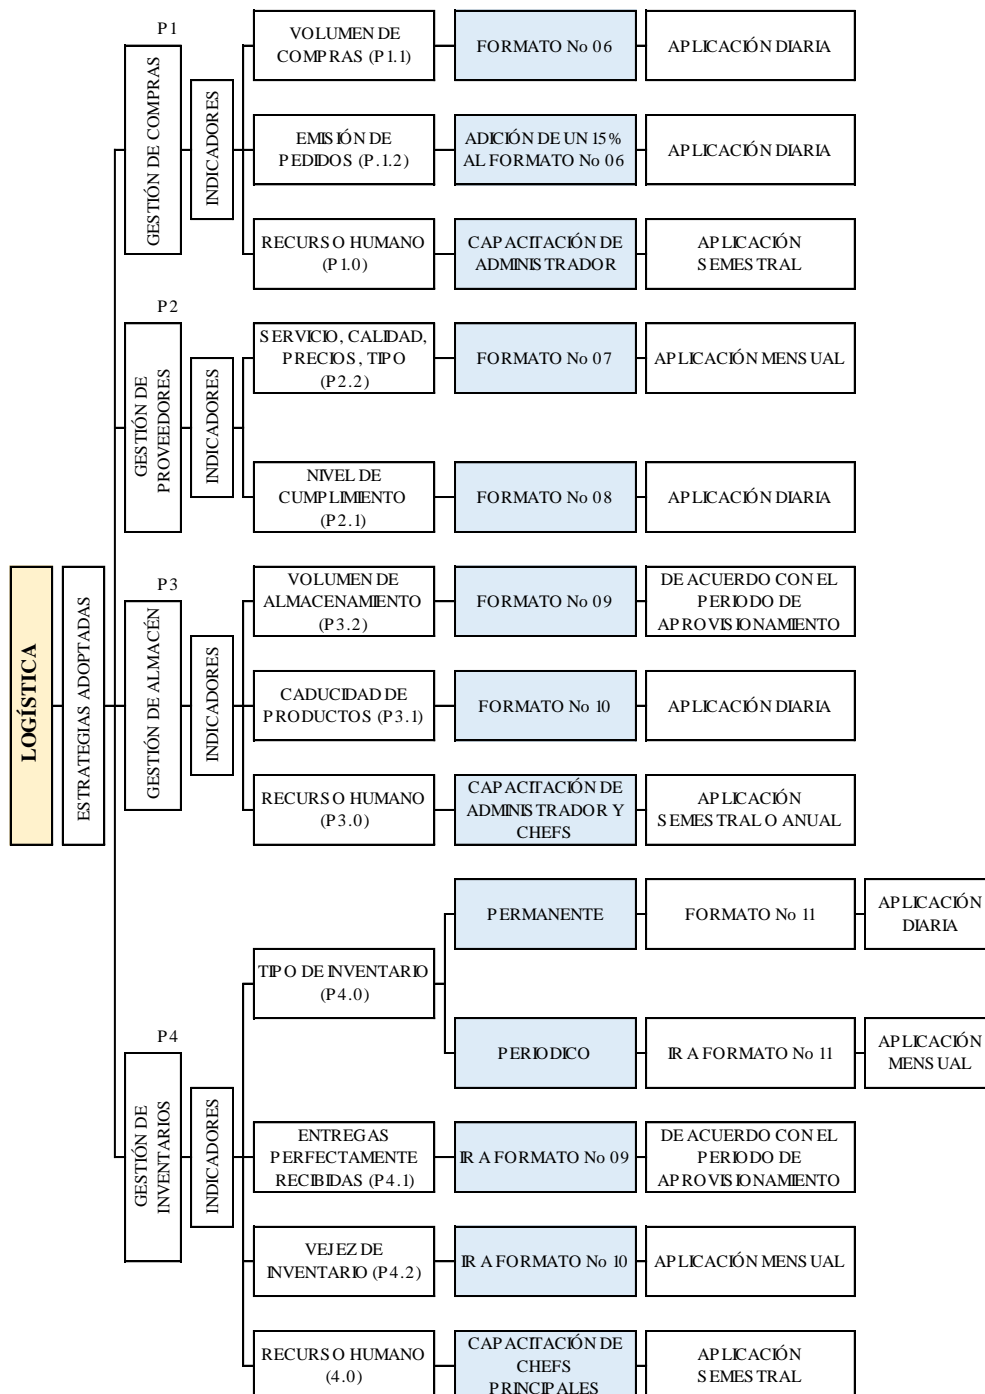 LOGÍSTICA
ESTRATEGIAS ADOPTADAS
P1
GESTIÓN DE COMPRAS
INDICADORES
VOLUMEN DE
COMPRAS (P1.1)
FORMATO No 06
APLICACIÓN DIARIA
EMISIÓN DE
PEDIDOS (P.1.2)
ADICIÓN DE UN 15%
AL FORMATO No 06
APLICACIÓN DIARIA
RECURSO HUMANO
(P1.0)
CAPACITACIÓN DE
ADMINISTRADOR
APLICACIÓN
SEMESTRAL
P2
GESTIÓN DE
PROVEEDORES
INDICADORES
SERVICIO, CALIDAD,
PRECIOS, TIPO
(P2.2)
FORMATO No 07
APLICACIÓN MENSUAL
NIVEL DE
CUMPLIMIENTO
(P2.1)
FORMATO No 08
APLICACIÓN DIARIA
P3
GESTIÓN DE ALMACÉN
INDICADORES
VOLUMEN DE
ALMACENAMIENTO
(P3.2)
FORMATO No 09
DE ACUERDO CON EL
PERIODO DE
APROVISIONAMIENTO
CADUCIDAD DE
PRODUCTOS (P3.1)
FORMATO No 10
APLICACIÓN DIARIA
RECURSO HUMANO
(P3.0)
CAPACITACIÓN DE
ADMINISTRADOR Y
CHEFS
APLICACIÓN
SEMESTRAL O ANUAL
P4
GESTIÓN DE
INVENTARIOS
INDICADORES
TIPO DE INVENTARIO
(P4.0)
PERMANENTE
FORMATO No 11
APLICACIÓN
DIARIA
PERIODICO
IR A FORMATO No 11
APLICACIÓN
MENSUAL
ENTREGAS
PERFECTAMENTE
RECIBIDAS (P4.1)
IR A FORMATO No 09
DE ACUERDO CON EL
PERIODO DE
APROVISIONAMIENTO
VEJEZ DE
INVENTARIO (P4.2)
IR A FORMATO No 10
APLICACIÓN MENSUAL
RECURSO HUMANO
(4.0)
CAPACITACIÓN DE
CHEFS
PRINCIPALES
APLICACIÓN
SEMESTRAL